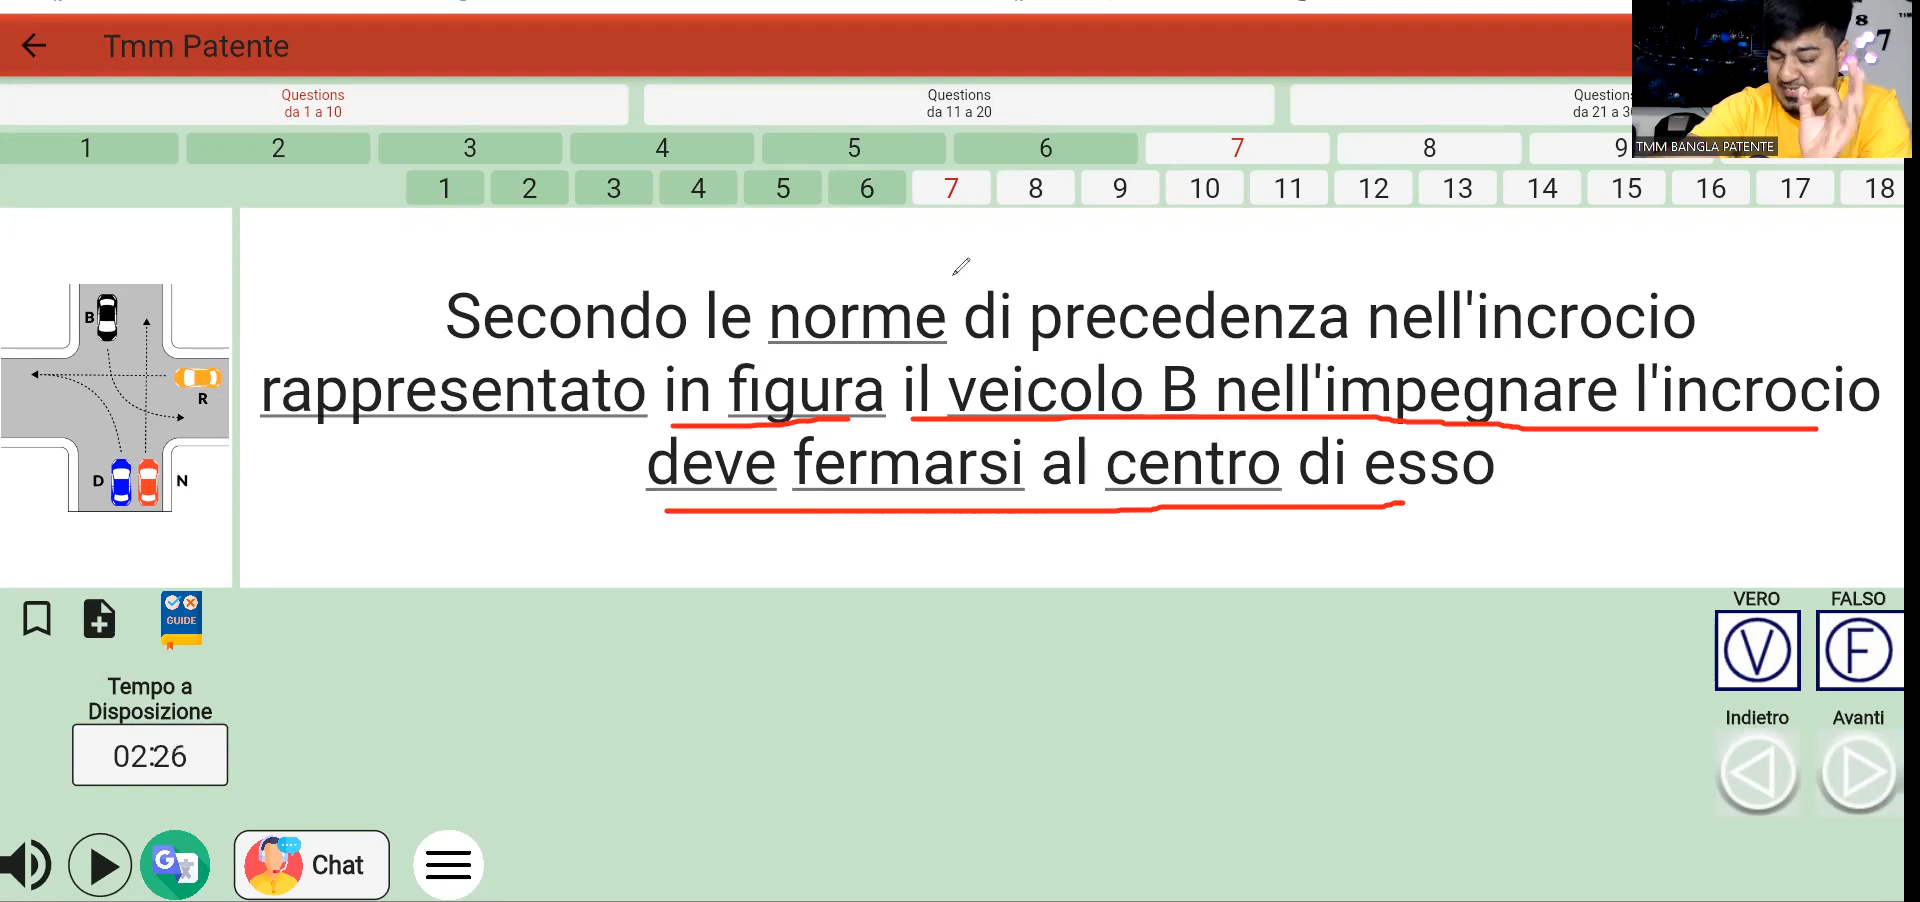 Tmm Patente
Questions
da 1 a 10
Questions
da 11 a 20
Questions
da 21 a
1 2 3 4 5 6 7 8 9
1 2 3 4 5 6 7 8 9 10 11 12 13 14 15 16 17 18
8
7
TMM BANGLA PATENTE
B
R
D
N
Secondo le norme di precedenza nell'incrocio
rappresentato in figura il veicolo B nell'impegnare l'incrocio
deve fermarsi al centro di esso
GUIDE
Tempo a
Disposizione
02:26
VERO
FALSO
V
F
Indietro
Avanti
G
Chat